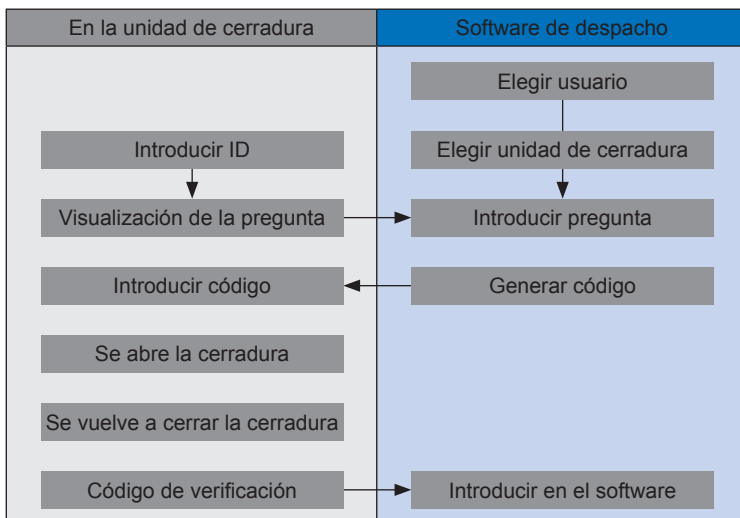 En la unidad de cerradura
Software de despacho
Elegir usuario
Introducir ID
Elegir unidad de cerradura
Visualización de la pregunta
Introducir pregunta
Introducir código
Generar código
Se abre la cerradura
Se vuelve a cerrar la cerradura
Código de verificación
Introducir en el software